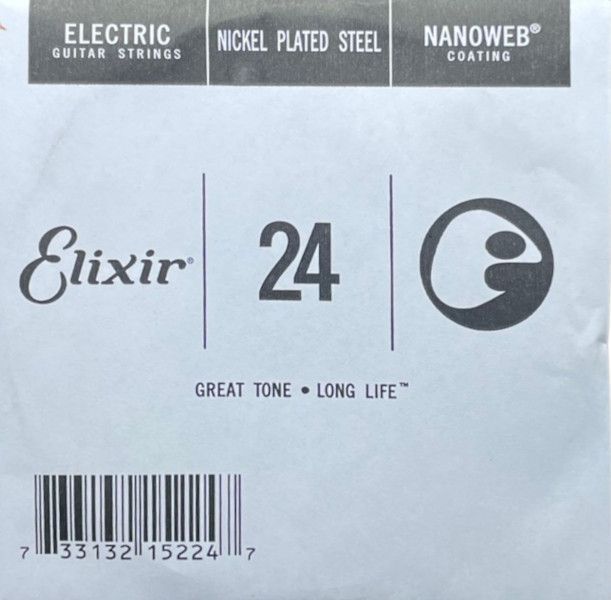 ELECTRIC
GUITAR STRINGS
NICKEL PLATED STEEL
NANOWEB®
COATING
Elixir®
24
GREAT TONE • LONG LIFE™
7 33132 15224 7